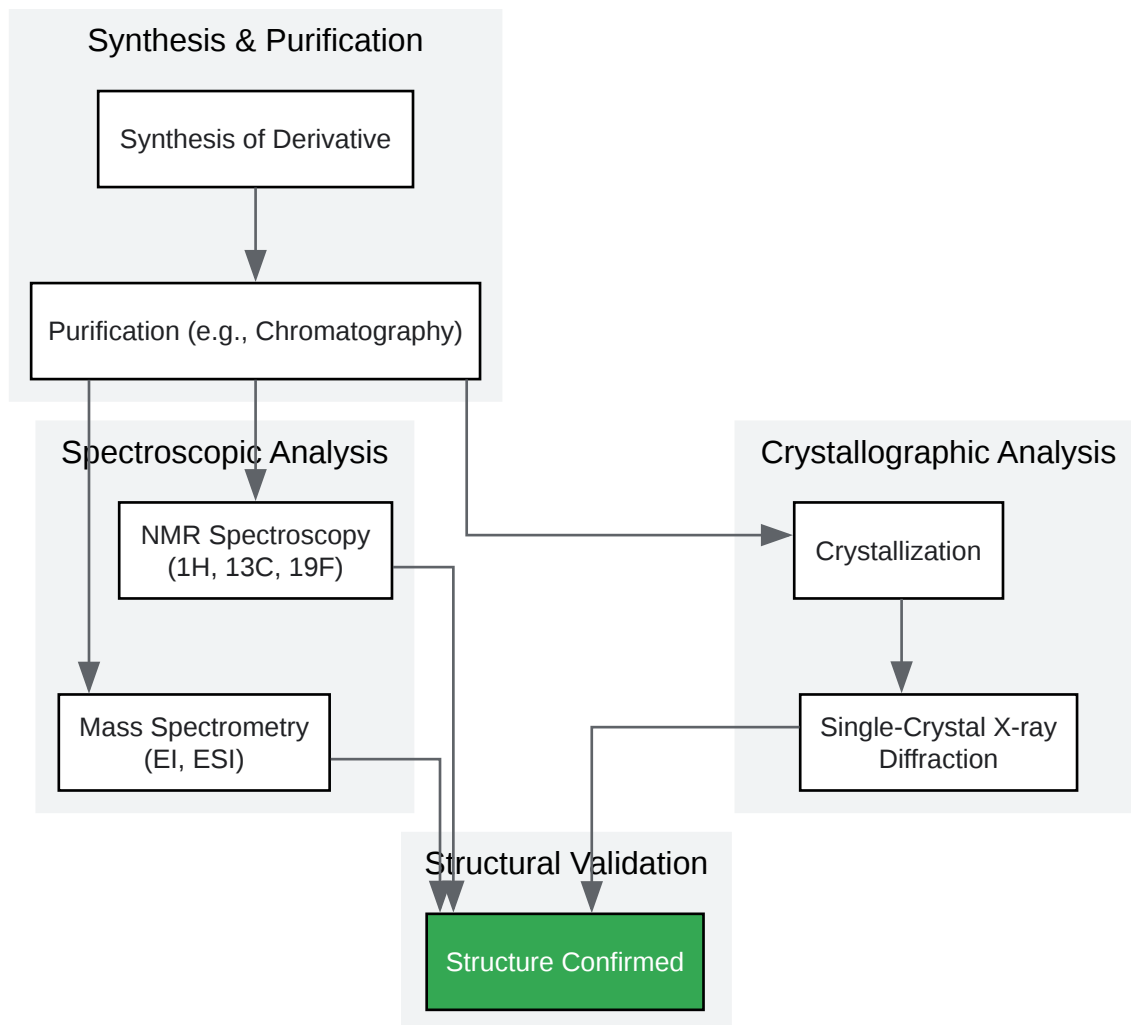 Synthesis & Purification
Synthesis of Derivative
Purification (e.g., Chromatography)
Spectroscopic Analysis
NMR Spectroscopy
(1H, 13C, 19F)
Mass Spectrometry
(EI, ESI)
Crystallographic Analysis
Crystallization
Single-Crystal X-ray
Diffraction
Structural Validation
Structure Confirmed